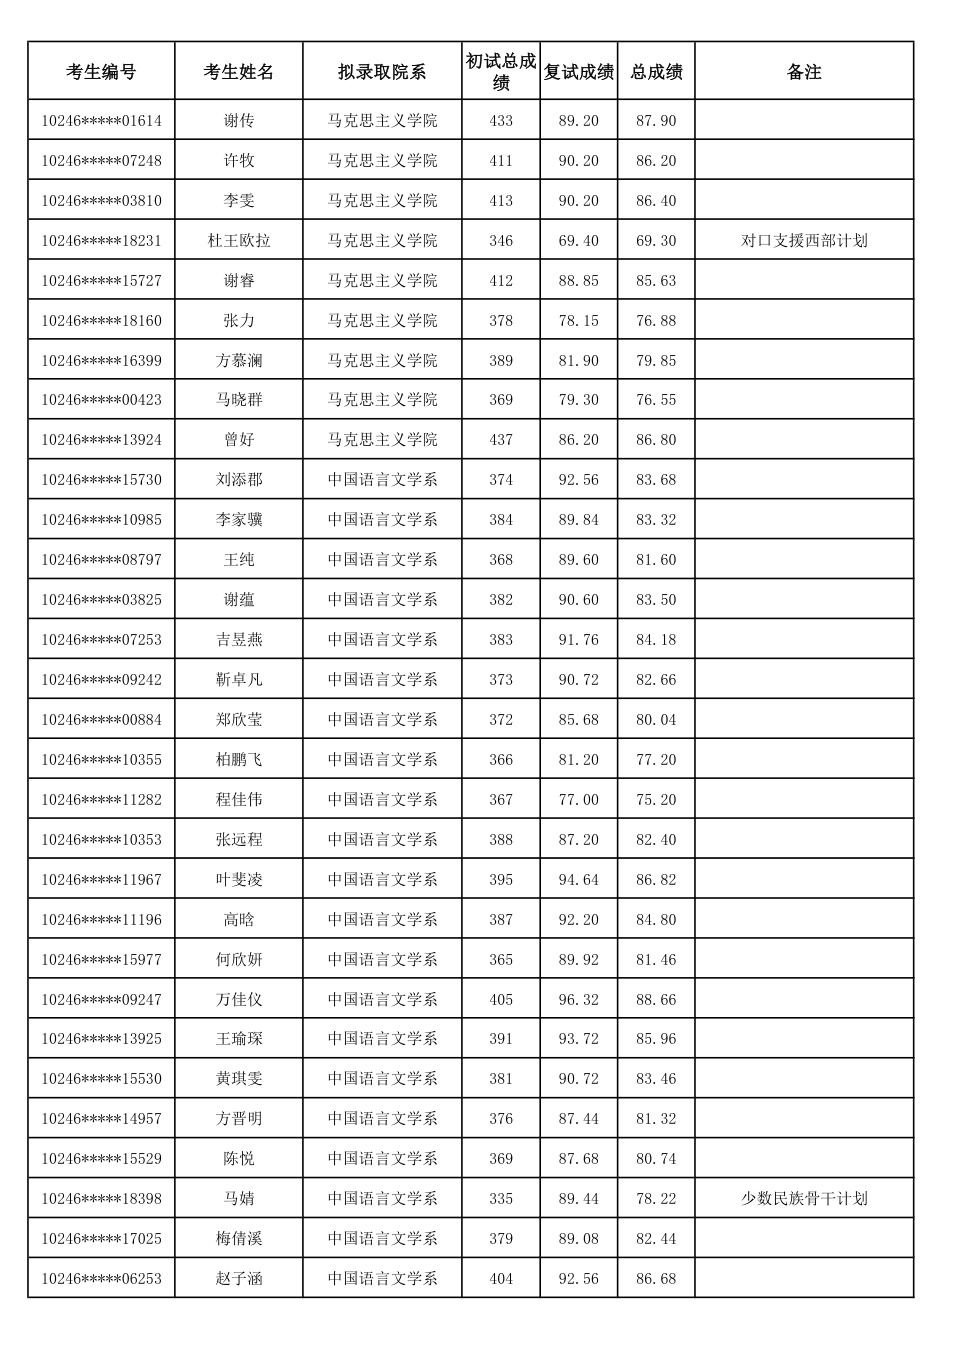 考生编号 考生姓名 拟录取院系 初试总成绩 复试成绩 总成绩 备注
10246*****01614 谢传 马克思主义学院 433 89.20 87.90
10246*****07248 许牧 马克思主义学院 411 90.20 86.20
10246*****03810 李雯 马克思主义学院 413 90.20 86.40
10246*****18231 杜王欧拉 马克思主义学院 346 69.40 69.30 对口支援西部计划
10246*****15727 谢睿 马克思主义学院 412 88.85 85.63
10246*****18160 张力 马克思主义学院 378 78.15 76.88
10246*****16399 方慕澜 马克思主义学院 389 81.90 79.85
10246*****00423 马晓群 马克思主义学院 369 79.30 76.55
10246*****13924 曾好 马克思主义学院 437 86.20 86.80
10246*****15730 刘添郡 中国语言文学系 374 92.56 83.68
10246*****10985 李家骥 中国语言文学系 384 89.84 83.32
10246*****08797 王纯 中国语言文学系 368 89.60 81.60
10246*****03825 谢蕴 中国语言文学系 382 90.60 83.50
10246*****07253 吉昱燕 中国语言文学系 383 91.76 84.18
10246*****09242 靳卓凡 中国语言文学系 373 90.72 82.66
10246*****00884 郑欣莹 中国语言文学系 372 85.68 80.04
10246*****10355 柏鹏飞 中国语言文学系 366 81.20 77.20
10246*****11282 程佳伟 中国语言文学系 367 77.00 75.20
10246*****10353 张远程 中国语言文学系 388 87.20 82.40
10246*****11967 叶斐凌 中国语言文学系 395 94.64 86.82
10246*****11196 高晗 中国语言文学系 387 92.20 84.80
10246*****15977 何欣妍 中国语言文学系 365 89.92 81.46
10246*****09247 万佳仪 中国语言文学系 405 96.32 88.66
10246*****13925 王瑜琛 中国语言文学系 391 93.72 85.96
10246*****15530 黄琪雯 中国语言文学系 381 90.72 83.46
10246*****14957 方晋明 中国语言文学系 376 87.44 81.32
10246*****15529 陈悦 中国语言文学系 369 87.68 80.74
10246*****18398 马婧 中国语言文学系 335 89.44 78.22 少数民族骨干计划
10246*****17025 梅倩溪 中国语言文学系 379 89.08 82.44
10246*****06253 赵子涵 中国语言文学系 404 92.56 86.68